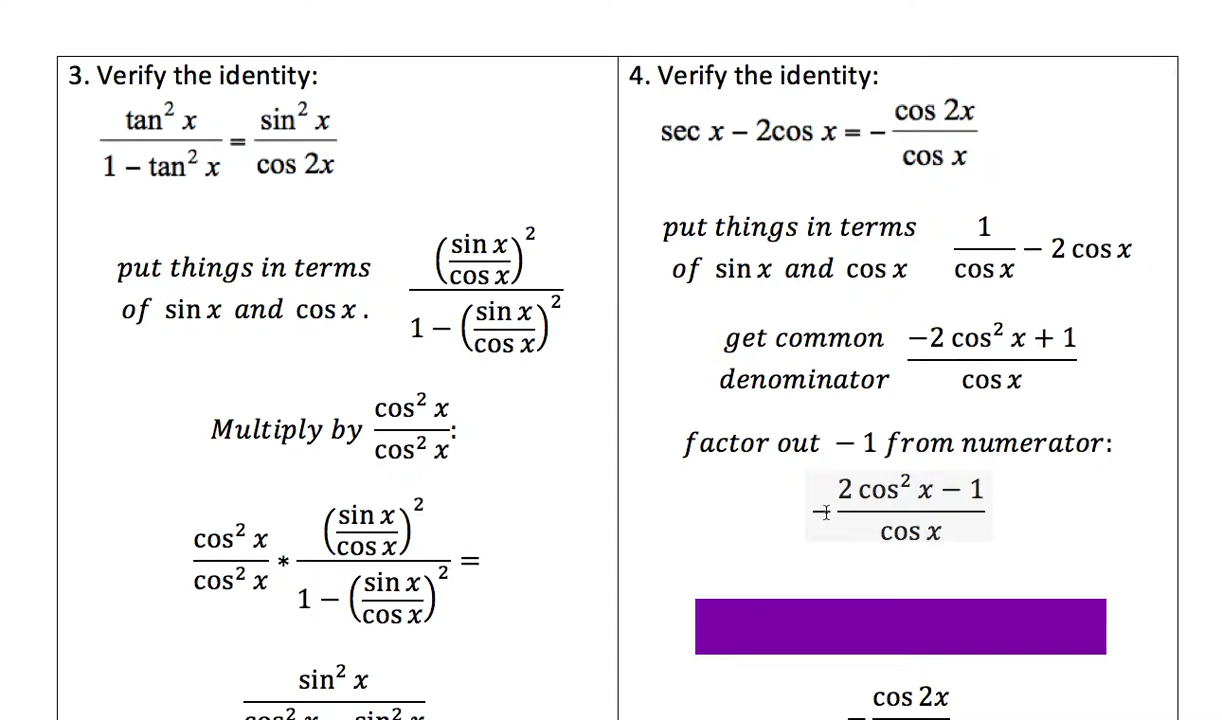 3. Verify the identity:
tan² x / 1 − tan² x = sin² x / cos 2x
put things in terms of sin x and cos x.
(sin x / cos x)² / 1 − (sin x / cos x)²
Multiply by cos² x / cos² x:
cos² x / cos² x * (sin x / cos x)² / 1 − (sin x / cos x)² =
sin² x / cos² x − sin² x
4. Verify the identity:
sec x − 2cos x = − cos 2x / cos x
put things in terms of sin x and cos x
1 / cos x − 2 cos x
get common denominator
−2 cos² x + 1 / cos x
factor out − 1 from numerator:
− 2 cos² x − 1 / cos x
− cos 2x